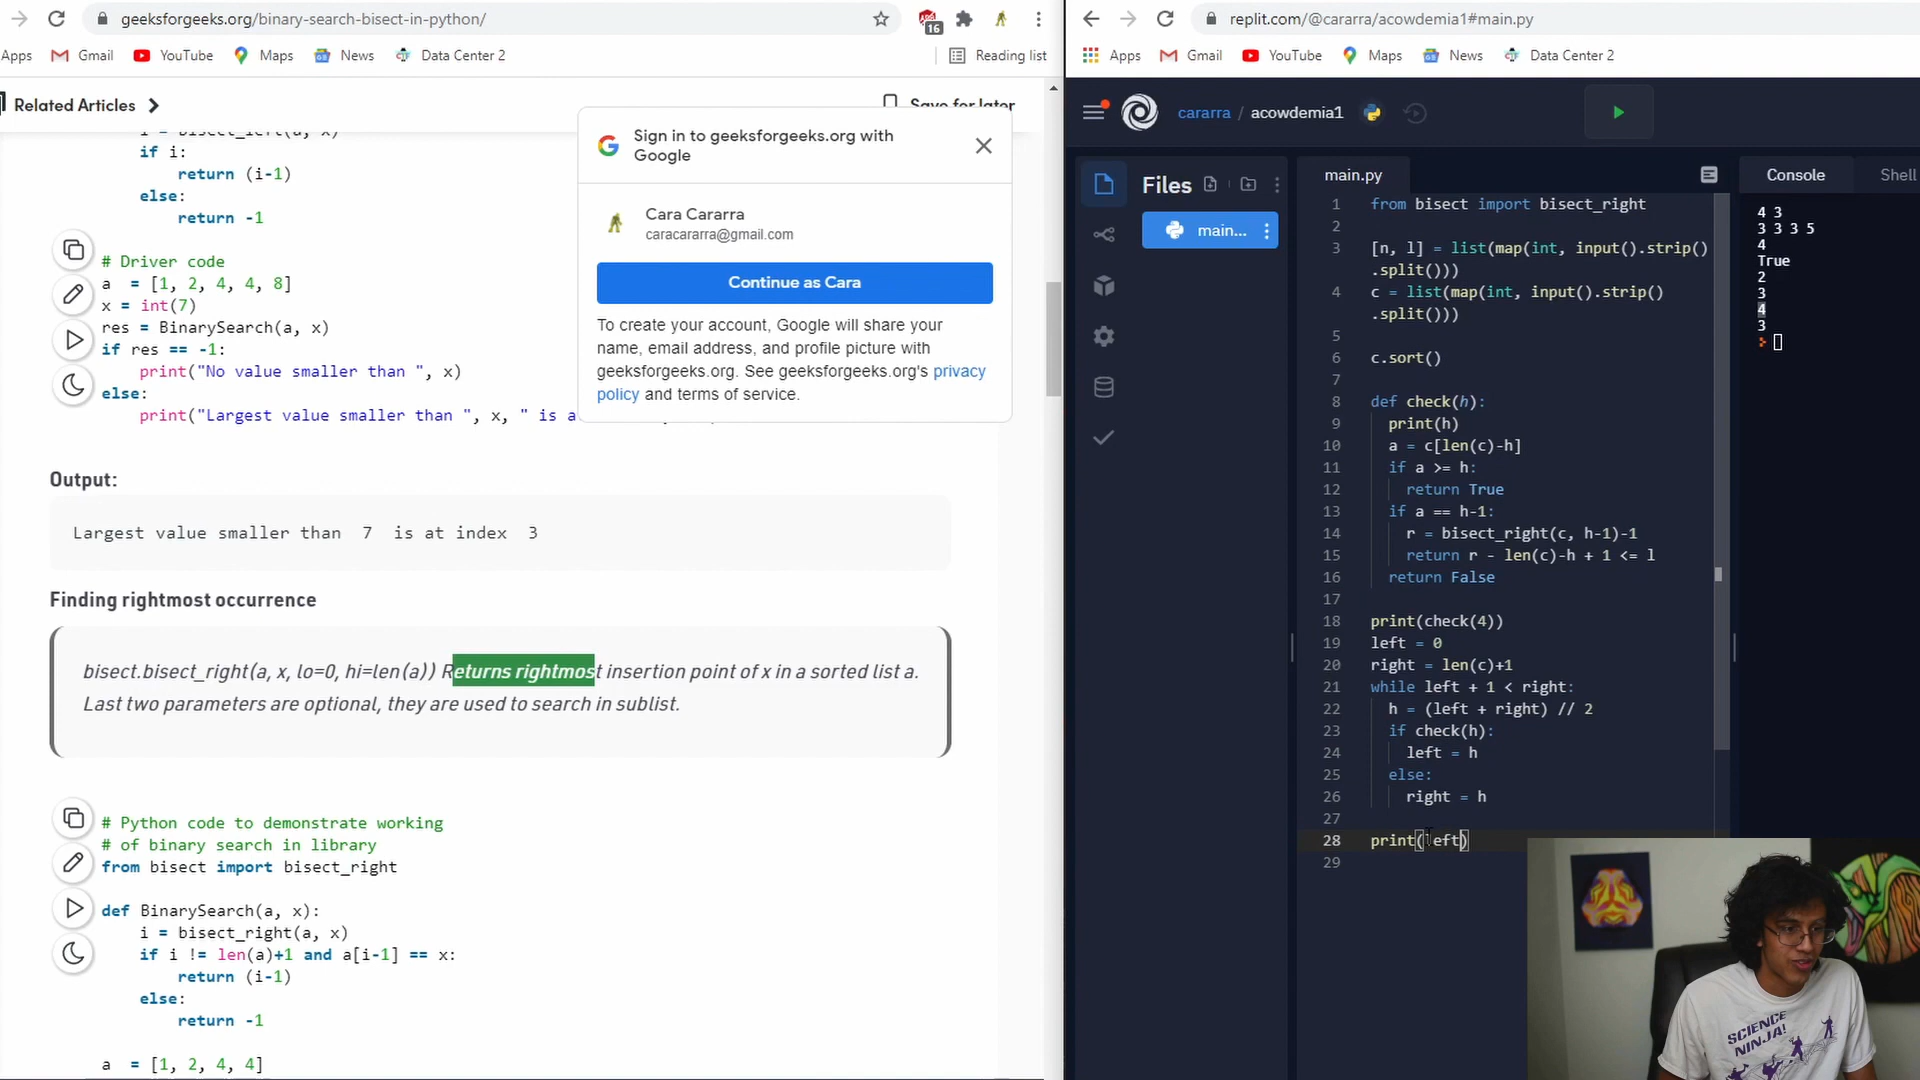 geeksforgeeks.org/binary-search-bisect-in-python/
16
Apps
Gmail
YouTube
Maps
News
Data Center 2
Reading list
Related Articles
Save for later
i = bisect_left(a, x)
if i:
return (i-1)
else:
return -1
# Driver code
a  = [1, 2, 4, 4, 8]
x = int(7)
res = BinarySearch(a, x)
if res == -1:
print("No value smaller than ", x)
else:
print("Largest value smaller than ", x, " is a
Sign in to geeksforgeeks.org with
Google
Cara Cararra
caracararra@gmail.com
Continue as Cara
To create your account, Google will share your
name, email address, and profile picture with
geeksforgeeks.org. See geeksforgeeks.org's privacy
policy and terms of service.
Output:
Largest value smaller than  7  is at index  3
Finding rightmost occurrence
bisect.bisect_right(a, x, lo=0, hi=len(a)) Returns rightmost insertion point of x in a sorted list a.
Last two parameters are optional, they are used to search in sublist.
# Python code to demonstrate working
# of binary search in library
from bisect import bisect_right
def BinarySearch(a, x):
i = bisect_right(a, x)
if i != len(a)+1 and a[i-1] == x:
return (i-1)
else:
return -1
a  = [1, 2, 4, 4]
replit.com/@cararra/acowdemia1#main.py
Apps
Gmail
YouTube
Maps
News
Data Center 2
cararra / acowdemia1
Files
main...
main.py
1 from bisect import bisect_right
2
3 [n, l] = list(map(int, input().strip()
.split()))
4 c = list(map(int, input().strip()
.split()))
5
6 c.sort()
7
8 def check(h):
9 print(h)
10 a = c[len(c)-h]
11 if a >= h:
12 return True
13 if a == h-1:
14 r = bisect_right(c, h-1)-1
15 return r - len(c)-h + 1 <= l
16 return False
17
18 print(check(4))
19 left = 0
20 right = len(c)+1
21 while left + 1 < right:
22 h = (left + right) // 2
23 if check(h):
24 left = h
25 else:
26 right = h
27
28 print(left)
29
Console
Shell
4 3
3 3 3 5
4
True
2
3
4
3
SCIENCE
NINJA!